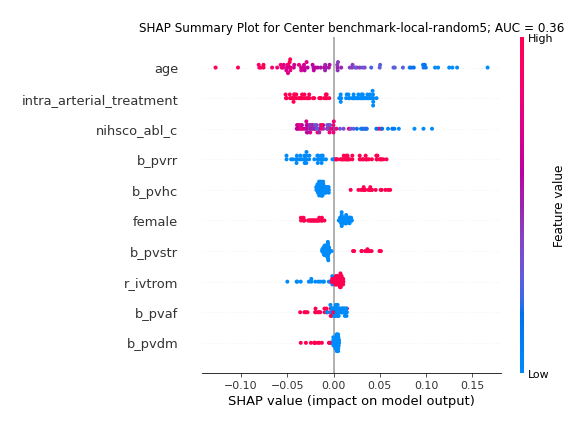 SHAP Summary Plot for Center benchmark-local-random5; AUC = 0.36
High
age
intra_arterial_treatment
nihsco_abl_c
b_pvrr
b_pvhc
female
b_pvstr
r_ivtrom
b_pvaf
b_pvdm
Feature value
Low
−0.10 −0.05 0.00 0.05 0.10 0.15
SHAP value (impact on model output)